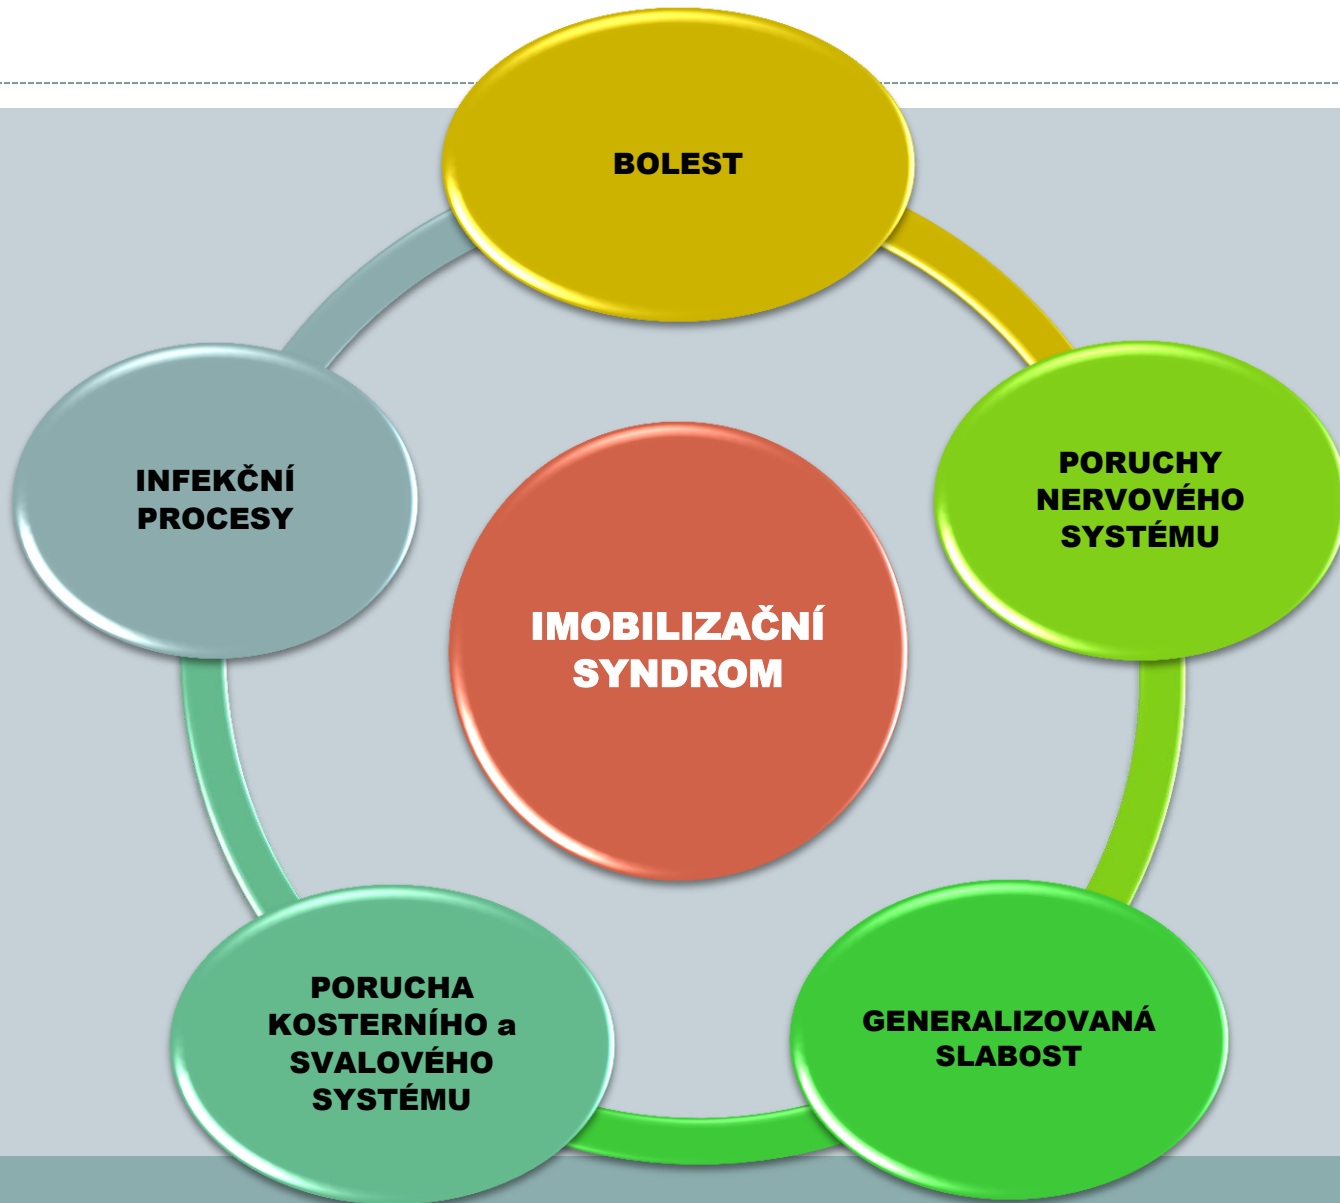 BOLEST
PORUCHY
NERVOVÉHO
SYSTÉMU
GENERALIZOVANÁ
SLABOST
PORUCHA
KOSTERNÍHO a
SVALOVÉHO
SYSTÉMU
INFEKČNÍ
PROCESY
IMOBILIZAČNÍ
SYNDROM